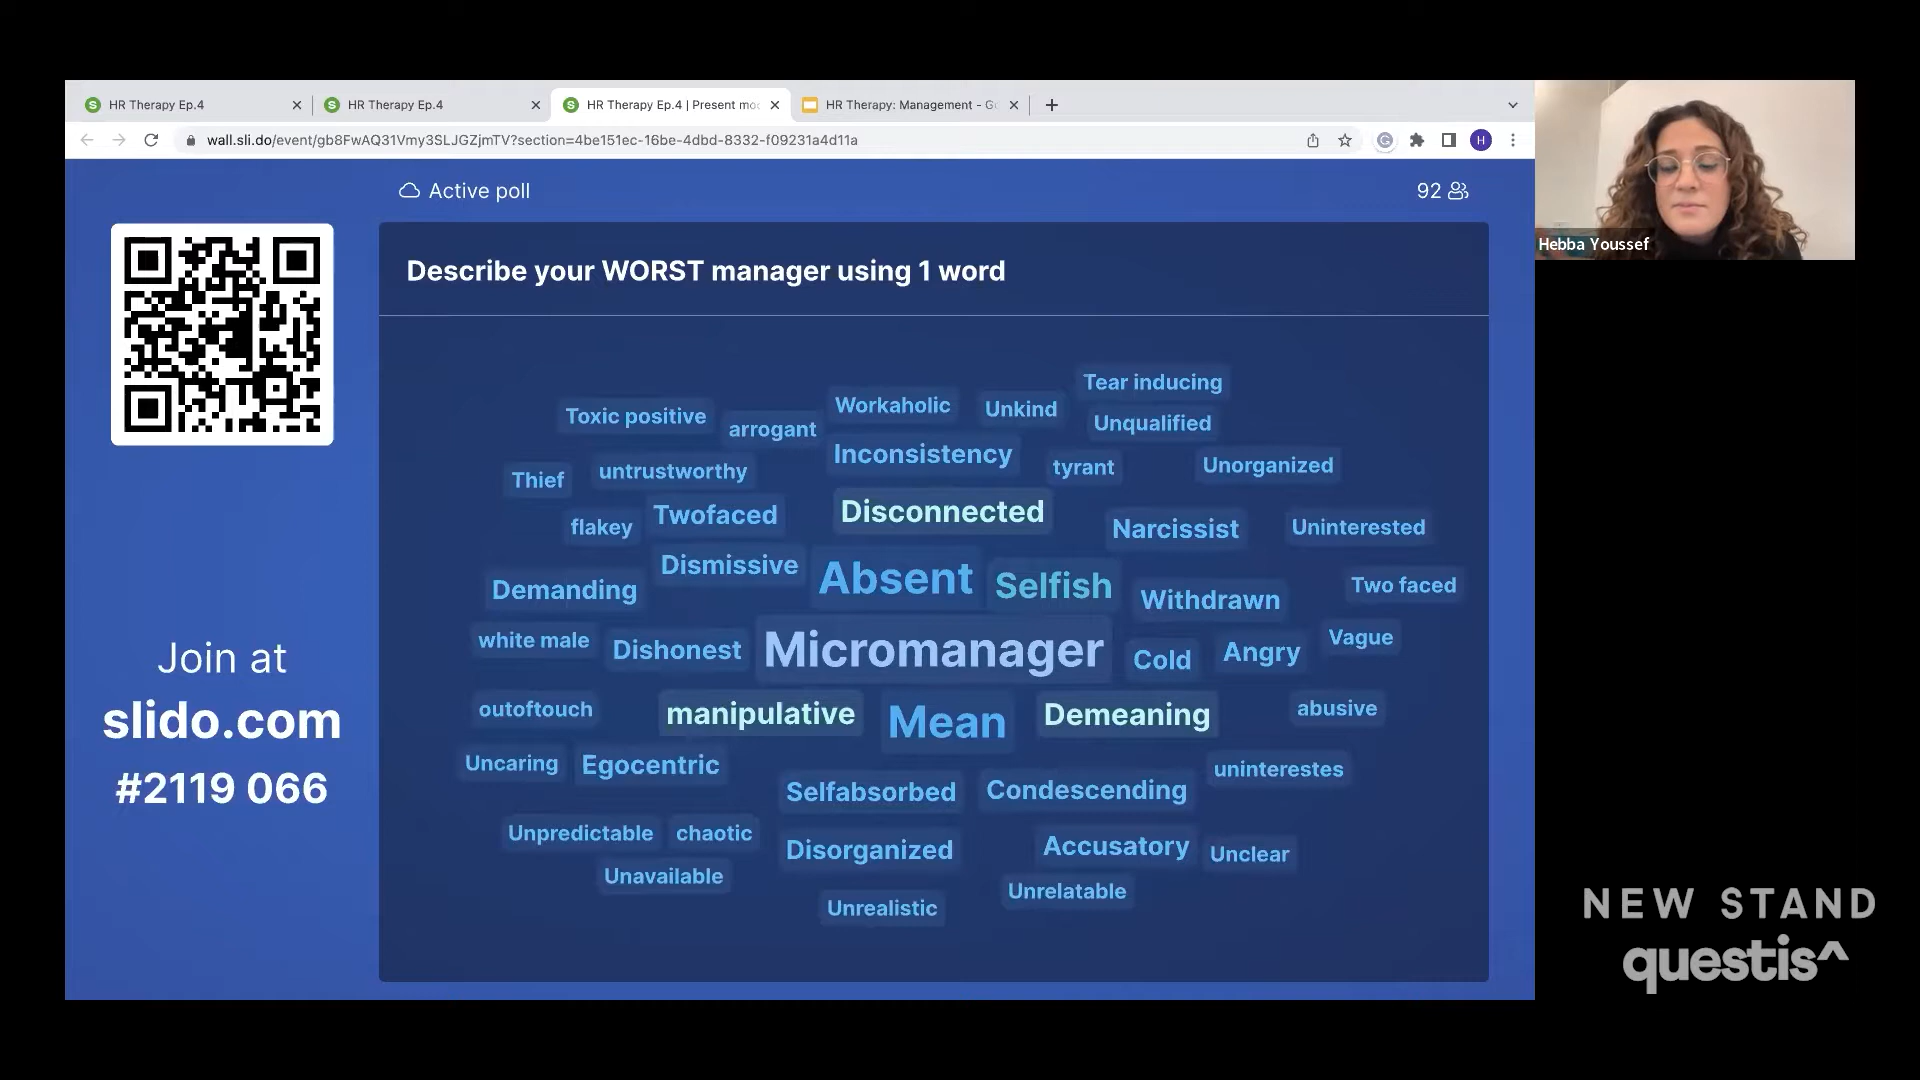 HR Therapy Ep.4
HR Therapy Ep.4
HR Therapy Ep.4 | Present mo
HR Therapy: Management - G
wall.sli.do/event/gb8FwAQ31Vmy3SLJGZjmTV?section=4be151ec-16be-4dbd-8332-f09231a4d11a
H
Hebba Youssef
Active poll
92
Describe your WORST manager using 1 word
Tear inducing
Workaholic
Unkind
Toxic positive
arrogant
Unqualified
Inconsistency
tyrant
Unorganized
Thief
untrustworthy
Twofaced
Disconnected
flakey
Narcissist
Uninterested
Dismissive
Absent
Selfish
Demanding
Withdrawn
Two faced
white male
Dishonest
Micromanager
Cold
Angry
Vague
outoftouch
manipulative
Mean
Demeaning
abusive
Uncaring
Egocentric
uninterestes
Selfabsorbed
Condescending
Unpredictable
chaotic
Disorganized
Accusatory
Unclear
Unavailable
Unrelatable
Unrealistic
Join at
slido.com
#2119 066
NEW STAND
questis^